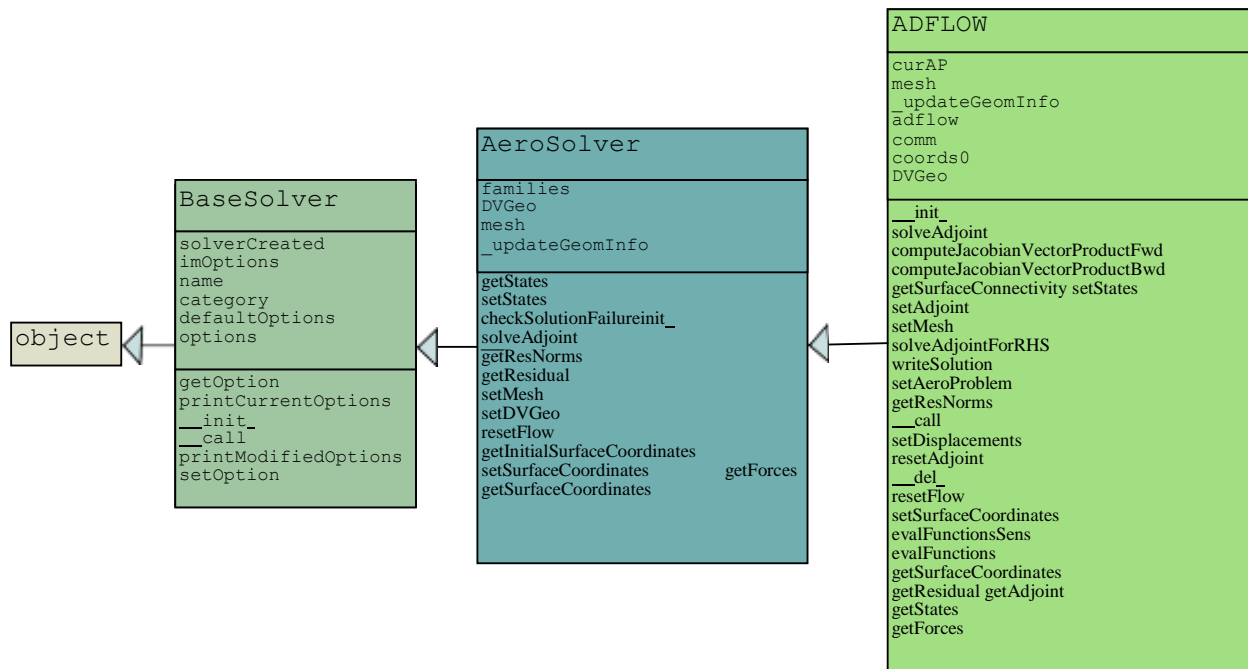 object
BaseSolver
solverCreated
imOptions
name
category
defaultOptions
options
getOption
printCurrentOptions
__init_
__call
printModifiedOptions
setOption
AeroSolver
families
DVGeo
mesh
_updateGeomInfo
getStates
setStates
checkSolutionFailureinit_
solveAdjoint
getResNorms
getResidual
setMesh
setDVGeo
resetFlow
getInitialSurfaceCoordinates
setSurfaceCoordinates getForces
getSurfaceCoordinates
ADFLOW
curAP
mesh
_updateGeomInfo
adflow
comm
coords0
DVGeo
__init_
solveAdjoint
computeJacobianVectorProductFwd
computeJacobianVectorProductBwd
getSurfaceConnectivity setStates
setAdjoint
setMesh
solveAdjointForRHS
writeSolution
setAeroProblem
getResNorms
__call
setDisplacements
resetAdjoint
__del_
resetFlow
setSurfaceCoordinates
evalFunctionsSens
evalFunctions
getSurfaceCoordinates
getResidual getAdjoint
getStates
getForces